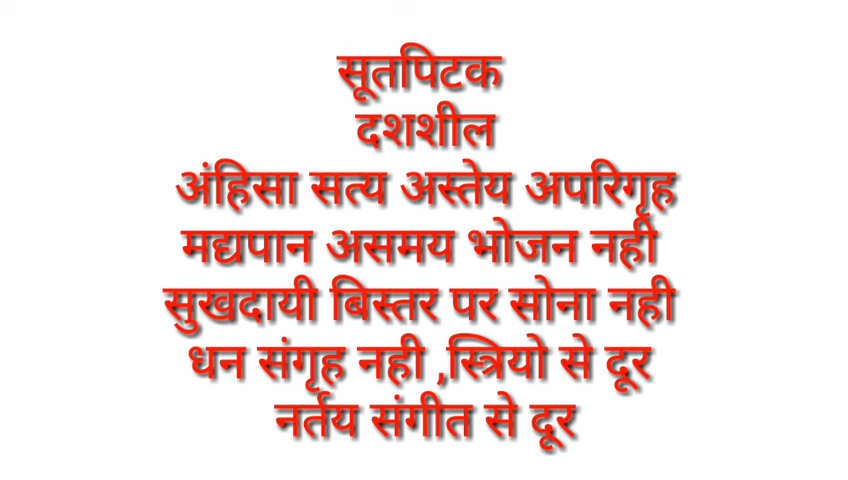 सूतपिटक
दशशील
अंहिसा सत्य अस्तेय अपरिगृह
मद्यपान असमय भोजन नही
सुखदायी बिस्तर पर सोना नही
धन संगृह नही ,स्त्रियो से दूर
नर्तय संगीत से दूर